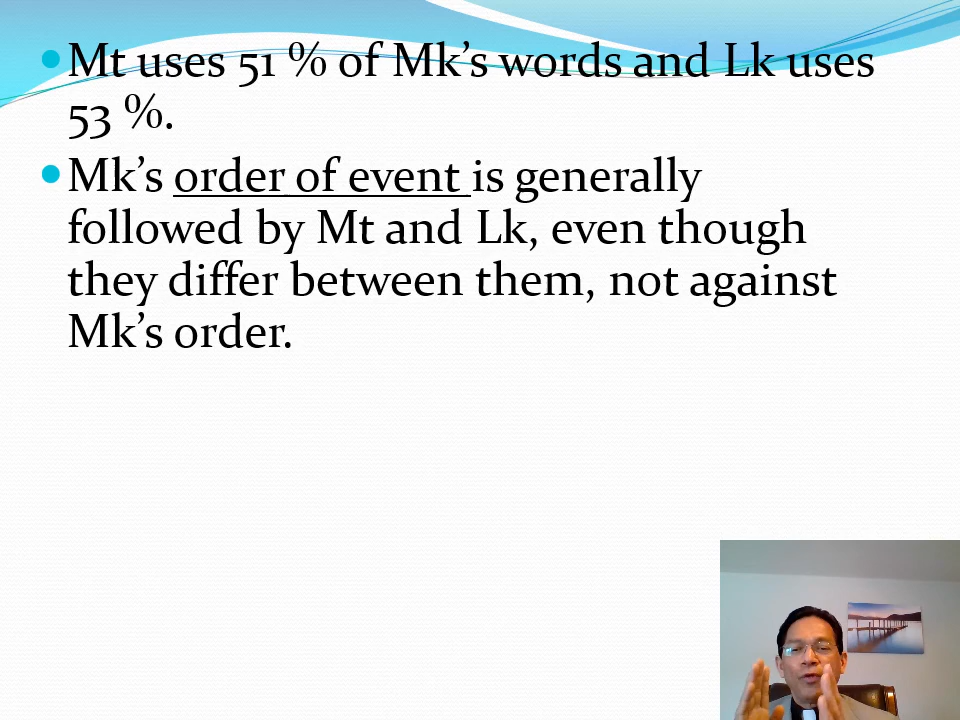 Mt uses 51 % of Mk’s words and Lk uses
53 %.
Mk’s order of event is generally
followed by Mt and Lk, even though
they differ between them, not against
Mk’s order.